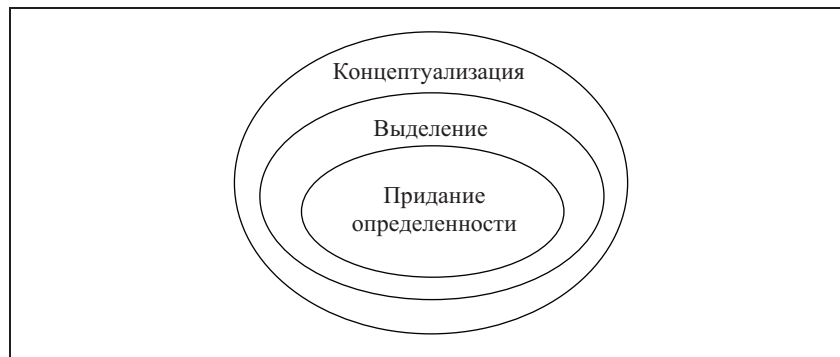 Концептуализация
Выделение
Придание
определенности